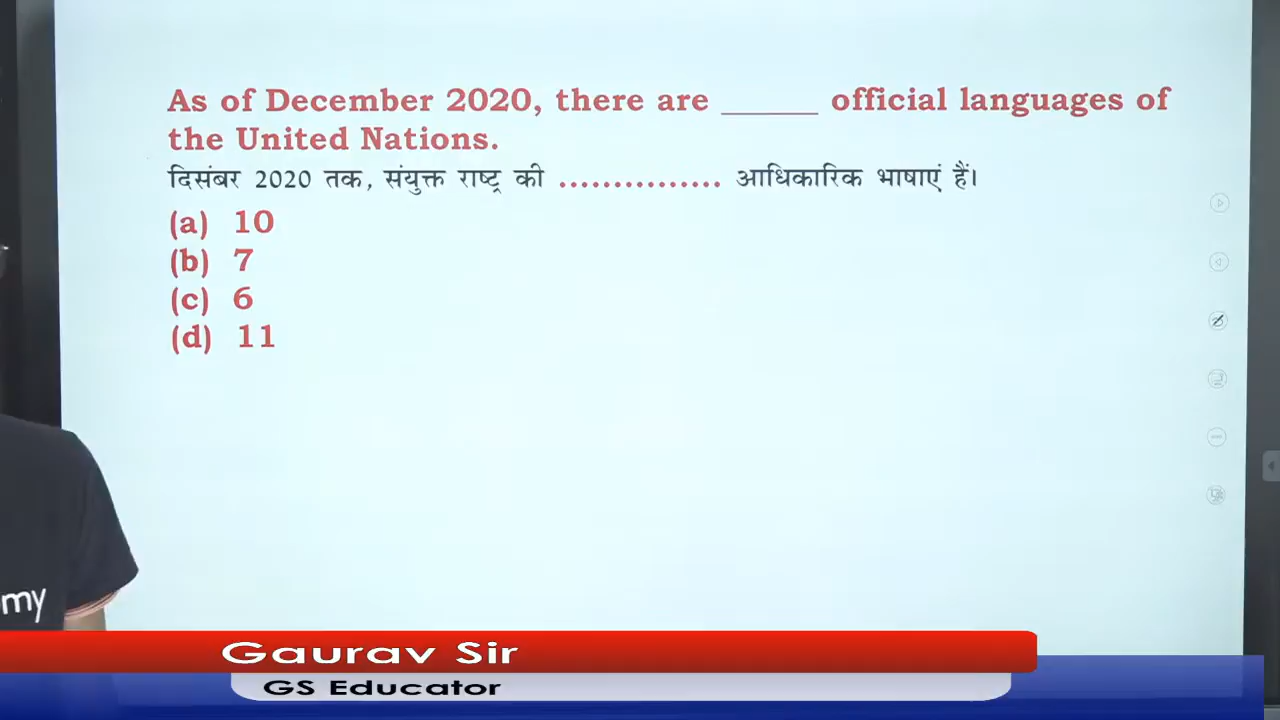 As of December 2020, there are ______ official languages of
the United Nations.
दिसंबर 2020 तक, संयुक्त राष्ट्र की ............... आधिकारिक भाषाएं हैं।
(a) 10
(b) 7
(c) 6
(d) 11
my
Gaurav Sir
GS Educator